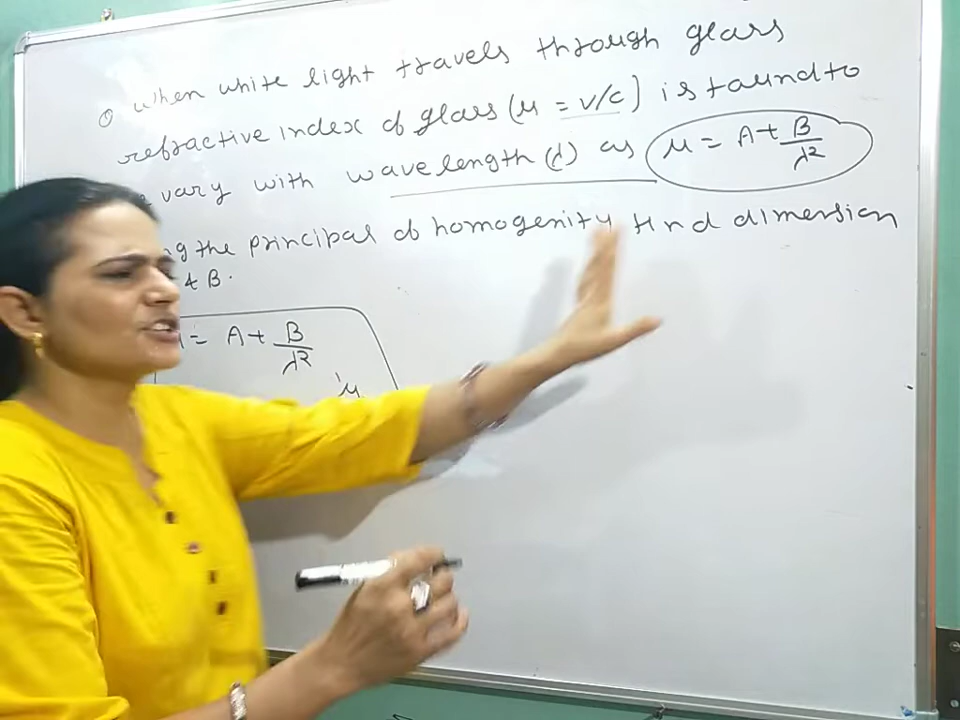 Q When white light travels through glass
refractive index of glass (μ = v/c) is found to
vary with wavelength (λ) as μ = A + B/λ²
the principal of homogenity find dimension
& B.
= A + B/λ²
μ